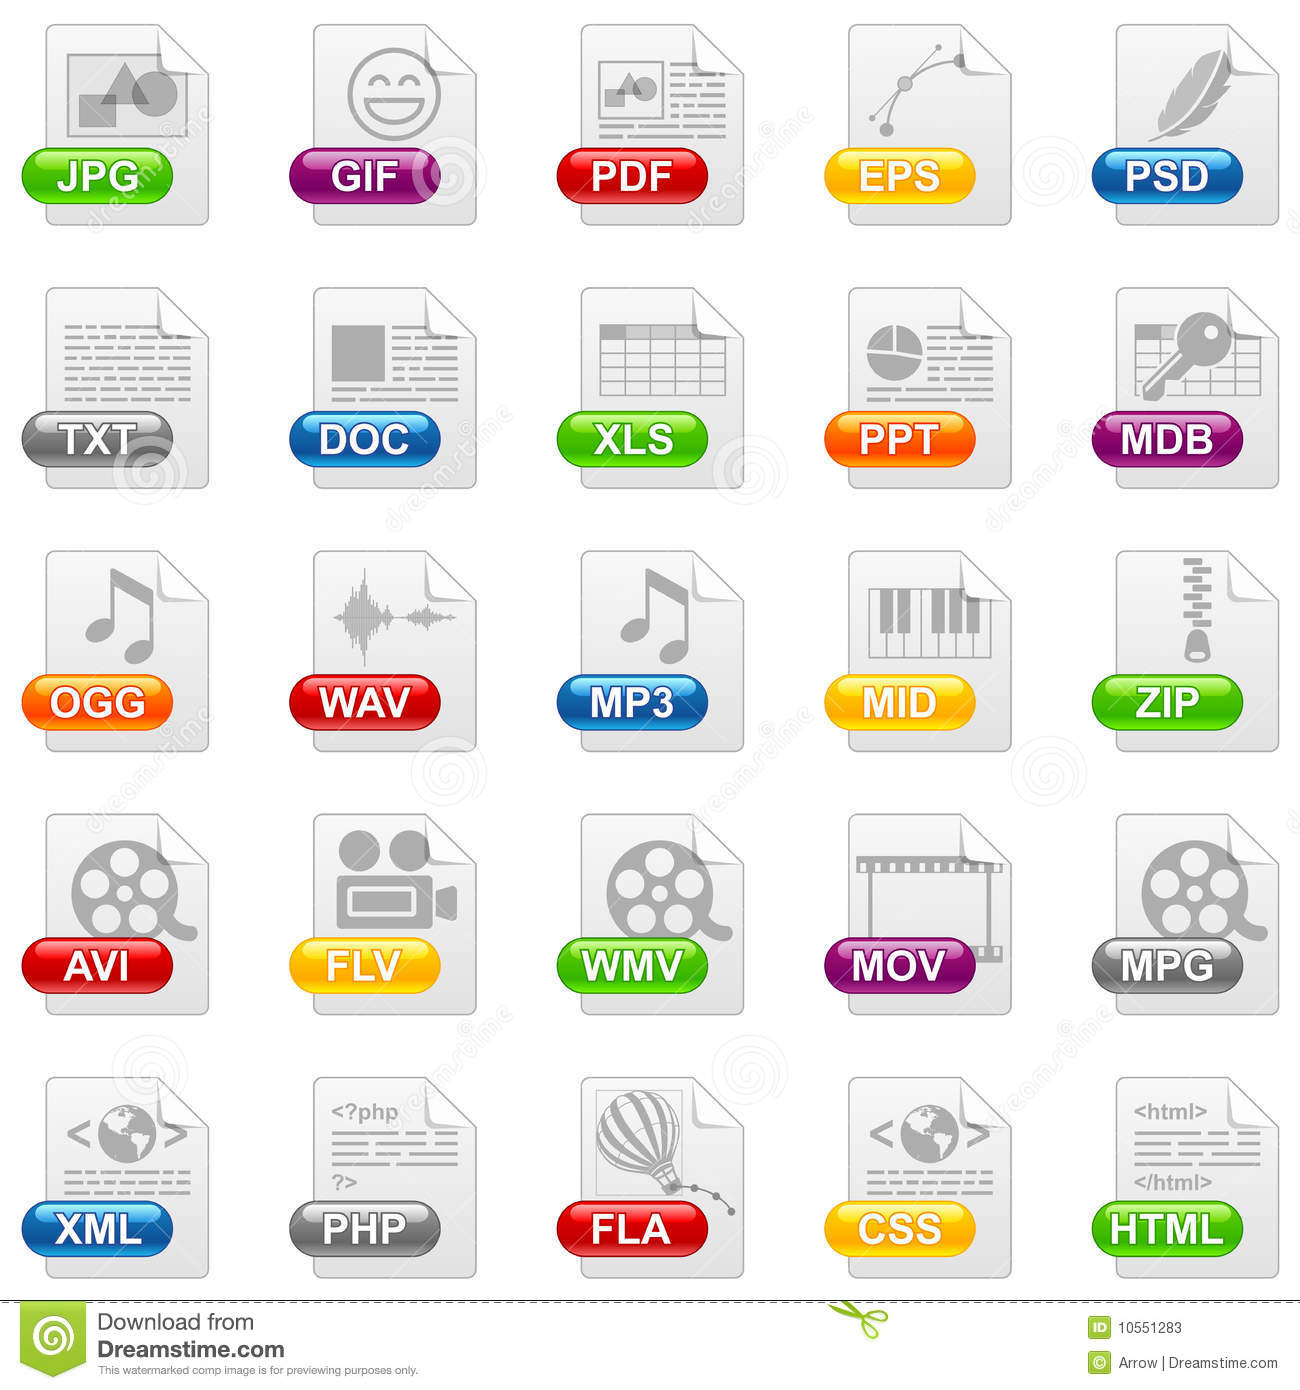 JPG GIF PDF EPS PSD
TXT DOC XLS PPT MDB
OGG WAV MP3 MID ZIP
AVI FLV WMV MOV MPG
<?php <html>
?> </html>
XML PHP FLA CSS HTML
Download from
Dreamstime.com
This watermarked comp image is for previewing purposes only.
ID 10551283
© Arrow | Dreamstime.com